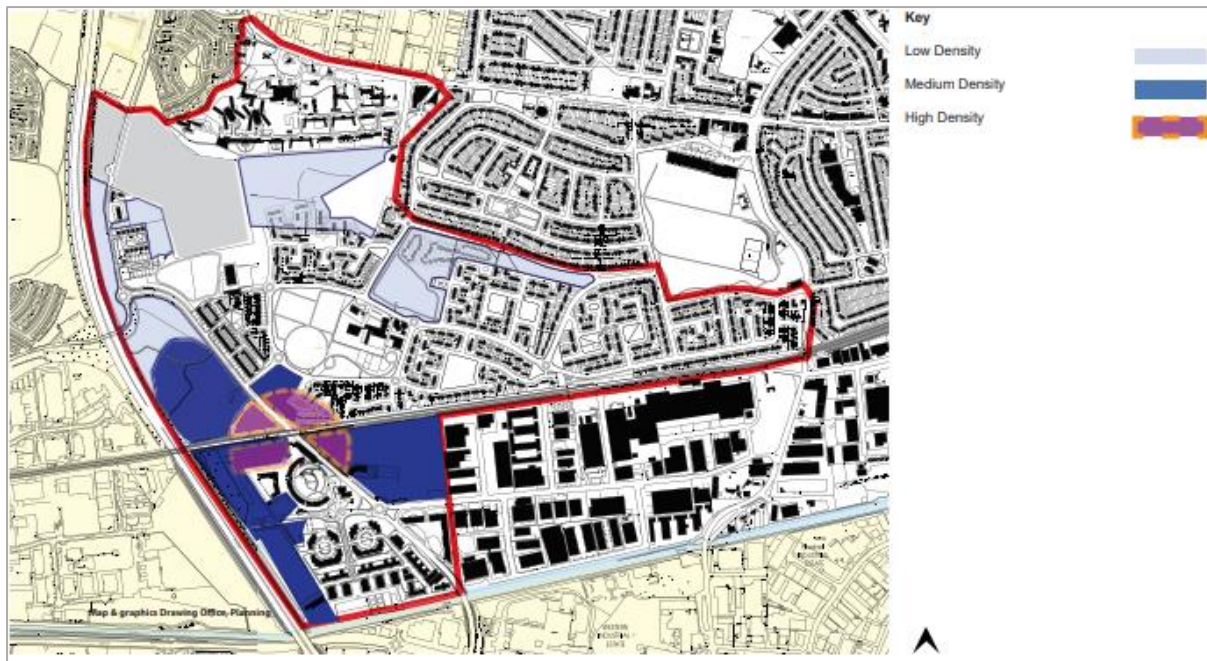 Key
Low Density
Medium Density
High Density
Map & graphics Drawing Office, Planning